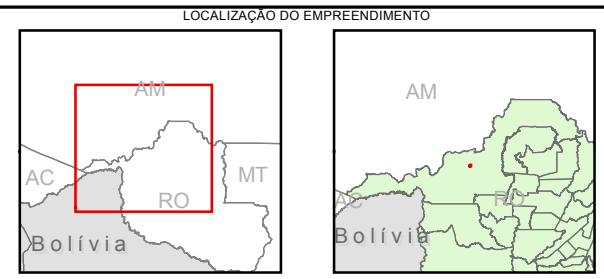 LOCALIZAÇÃO DO EMPREENDIMENTO
AM
AC
MT
RO
Bolívia
AM
AC
RO
Bolívia